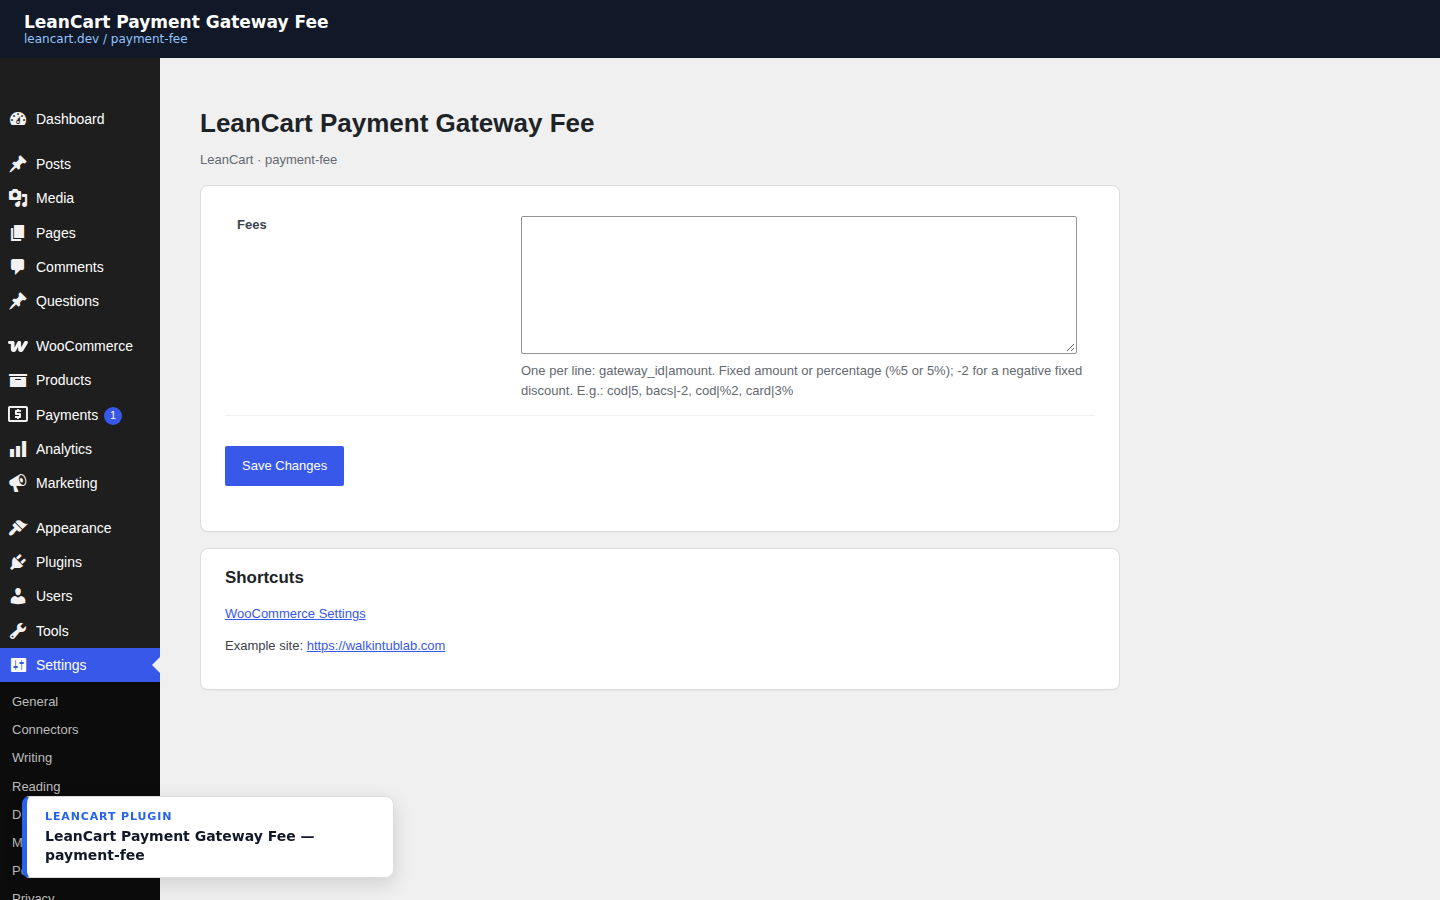 LeanCart Payment Gateway Fee
leancart.dev / payment-fee
Dashboard
Posts
Media
Pages
Comments
Questions
WooCommerce
Products
Payments 1
Analytics
Marketing
Appearance
Plugins
Users
Tools
Settings
General
Connectors
Writing
Reading
D
M
Pe
Privacy
LeanCart Payment Gateway Fee
LeanCart · payment-fee
Fees
One per line: gateway_id|amount. Fixed amount or percentage (%5 or 5%); -2 for a negative fixed
discount. E.g.: cod|5, bacs|-2, cod|%2, card|3%
Save Changes
Shortcuts
WooCommerce Settings
Example site: https://walkintublab.com
LEANCART PLUGIN
LeanCart Payment Gateway Fee —
payment-fee